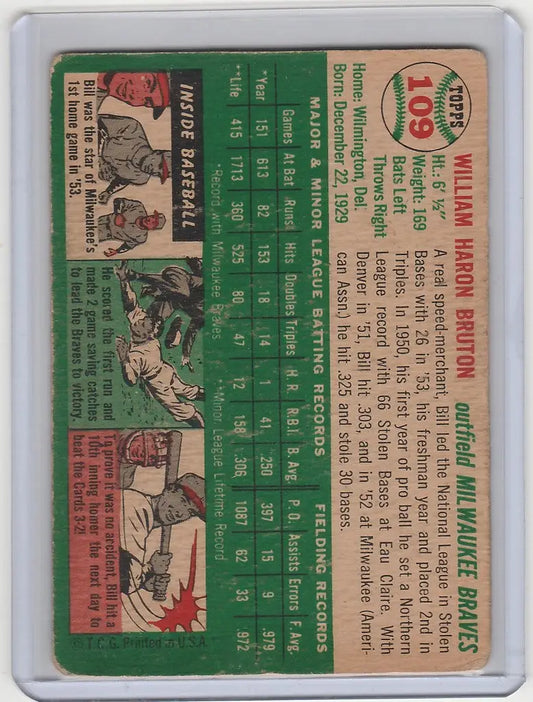 TOPPS
109
WILLIAM HARON BRUTON outfield MILWAUKEE BRAVES
Ht.: 6' ½"
Weight: 169
Bats Left
Throws Right
Home: Wilmington, Del.
Born: December 22, 1929
A real speed-merchant, Bill led the National League in Stolen
Bases with 26 in '53, his freshman year and placed 2nd in
Triples. In 1950, his first year of pro ball he set a Northern
League record with 66 Stolen Bases at Eau Claire. With
Denver in '51, Bill hit .303, and in '52 at Milwaukee (Ameri-
can Assn.) he hit .325 and stole 30 bases.
MAJOR & MINOR LEAGUE BATTING RECORDS FIELDING RECORDS
Games At Bat Runs Hits Doubles Triples H.R. R.B.I. B. Avg. P.O. Assists Errors F. Avg.
*Year 151 613 82 153 18 14 1 41 .250 397 15 9 .979
**Life 415 1713 360 525 80 47 12 158 .306 1087 62 33 .972
*Record with Milwaukee Braves **Minor League Lifetime Record
INSIDE BASEBALL
Bill was the star of Milwaukee's
1st home game in '53.
He scored the first run and
made 2 game saving catches
to lead the Braves to victory.
To prove it was no accident, Bill hit a
10th inning homer the next day to
beat the Cards 3-2!
© T.C.G. Printed in U.S.A.